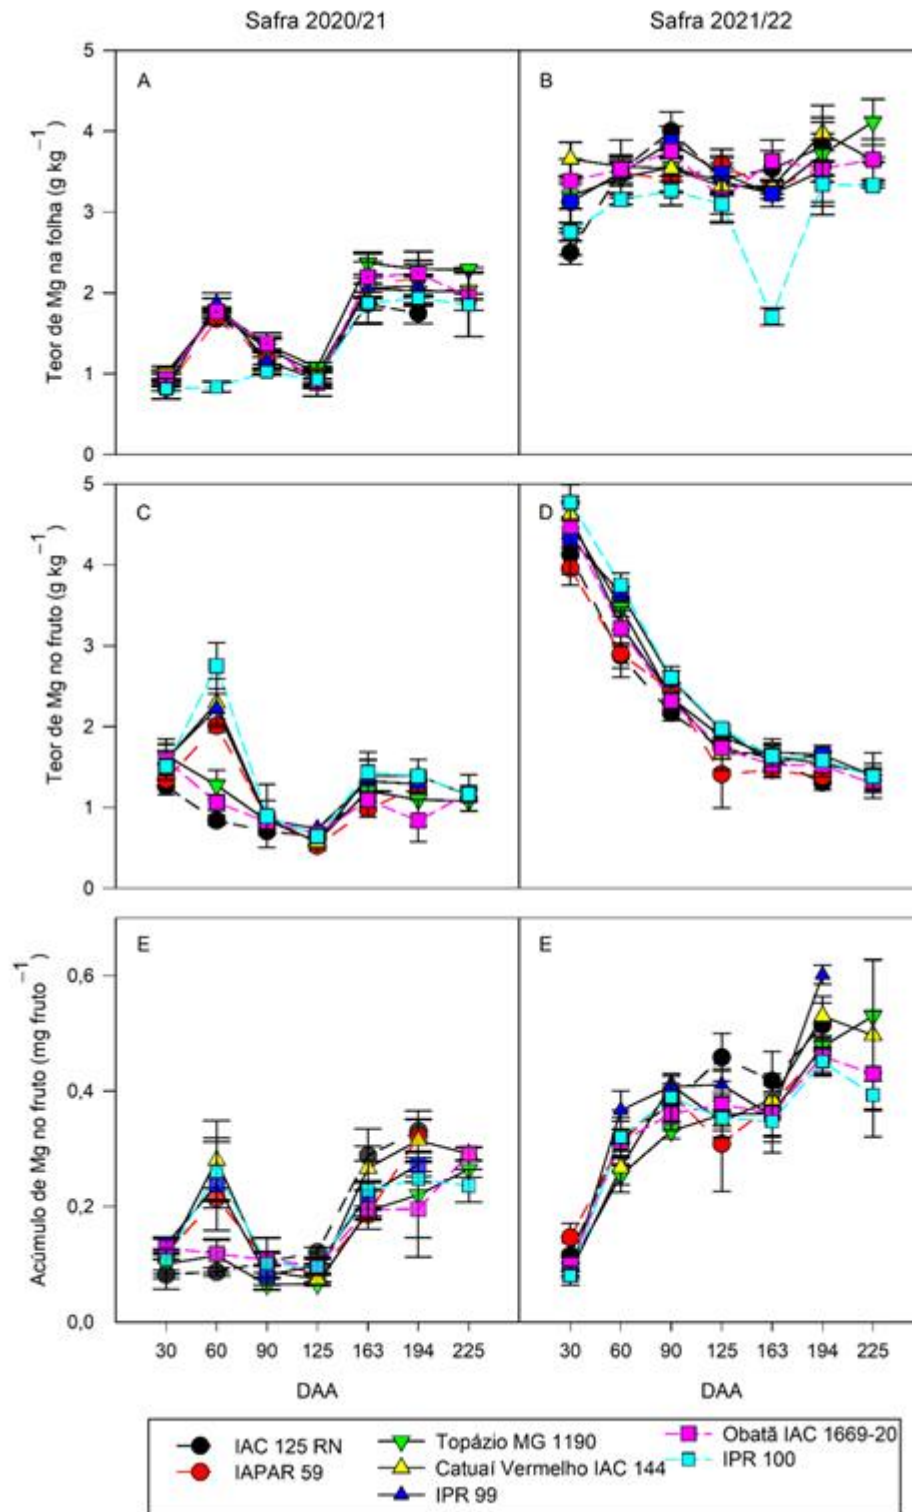 Safra 2020/21 Safra 2021/22
A B
Teor de Mg na folha (g kg⁻¹)
5
4
3
2
1
0
C D
Teor de Mg no fruto (g kg⁻¹)
5
4
3
2
1
0
E E
Acúmulo de Mg no fruto (mg fruto⁻¹)
0,6
0,4
0,2
0,0
30 60 90 125 163 194 225 30 60 90 125 163 194 225
DAA DAA
IAC 125 RN
IAPAR 59
Topázio MG 1190
Catuaí Vermelho IAC 144
IPR 99
Obatã IAC 1669-20
IPR 100